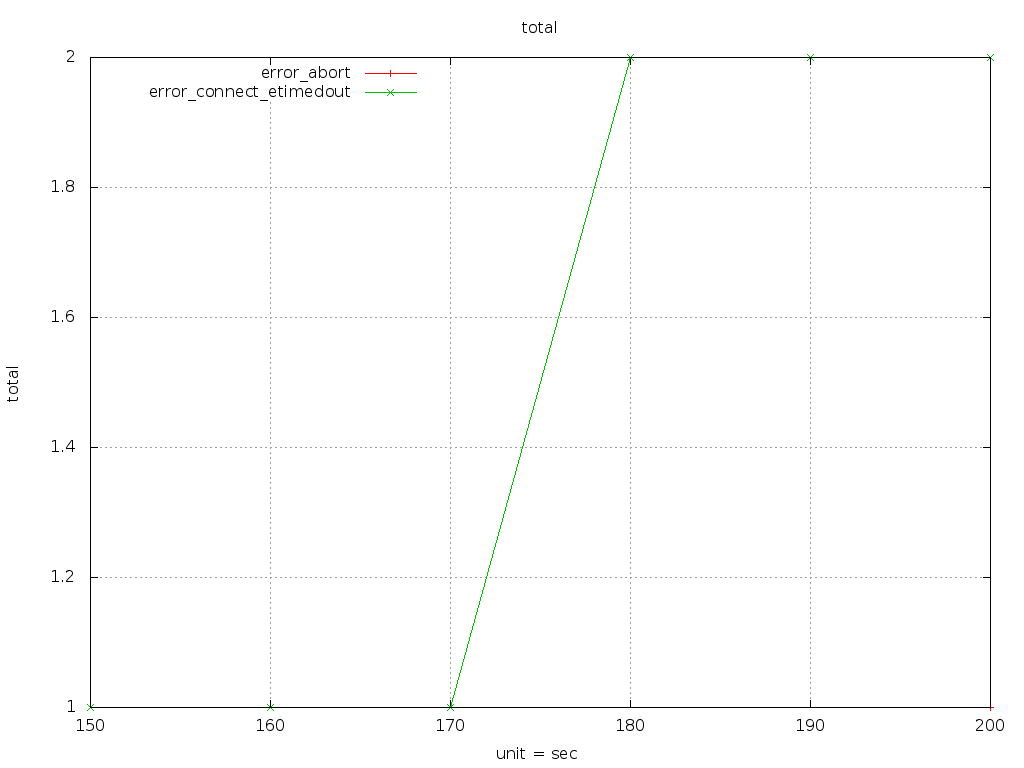 total
2
error_abort
error_connect_etimedout
1.8
1.6
total
1.4
1.2
1
150 160 170 180 190 200
unit = sec